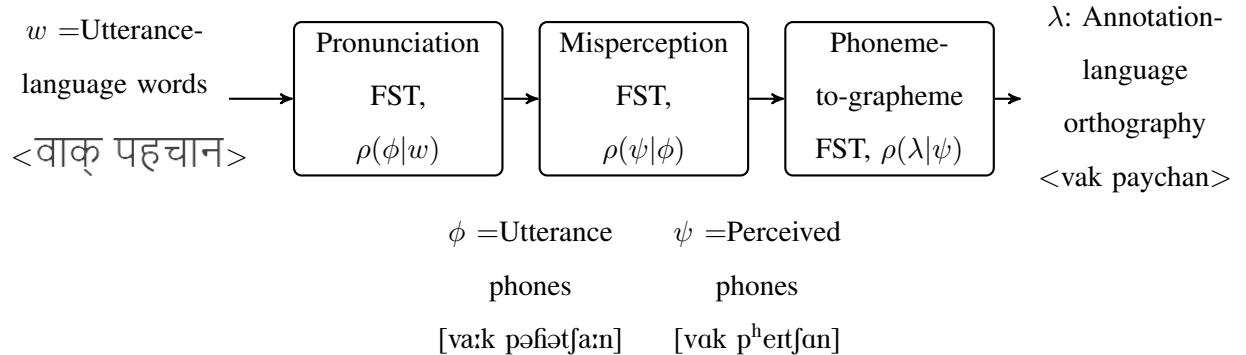 w =Utterance-
language words
<वाक् पहचान>
Pronunciation
FST,
ρ(ϕ|w)
Misperception
FST,
ρ(ψ|ϕ)
Phoneme-
to-grapheme
FST, ρ(λ|ψ)
λ: Annotation-
language
orthography
<vak paychan>
ϕ =Utterance
phones
[vaːk pəɦətʃaːn]
ψ =Perceived
phones
[vɑk pʰeɪtʃɑn]